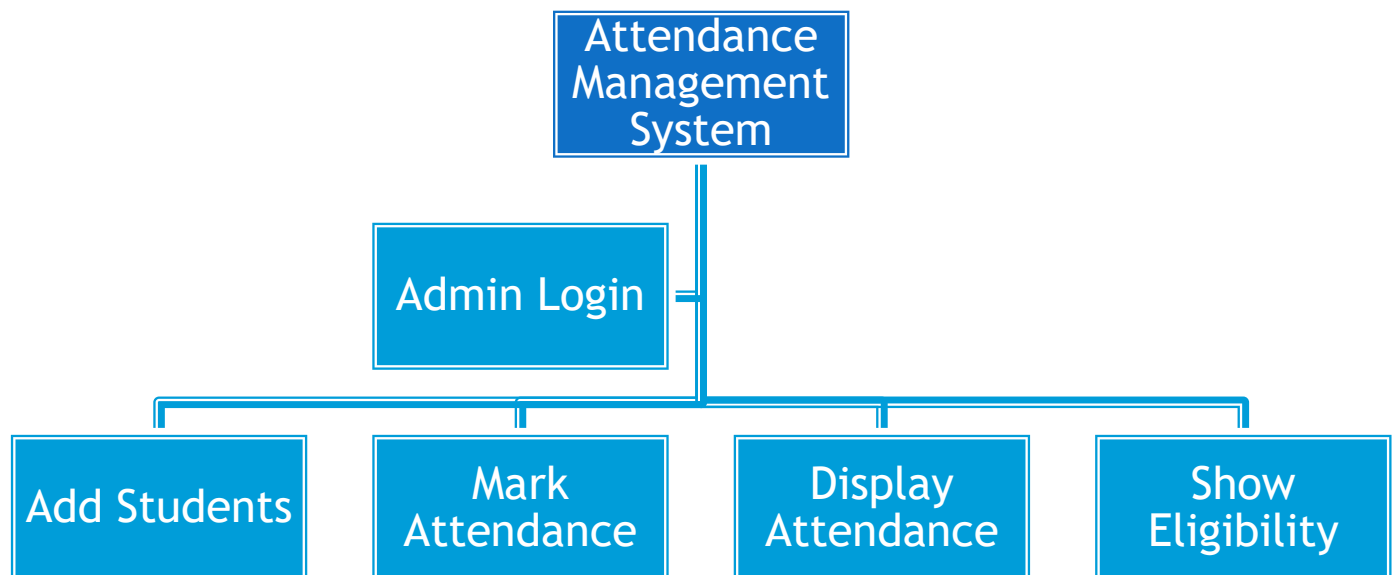 Attendance
Management
System
Admin Login
Add Students
Mark
Attendance
Display
Attendance
Show
Eligibility